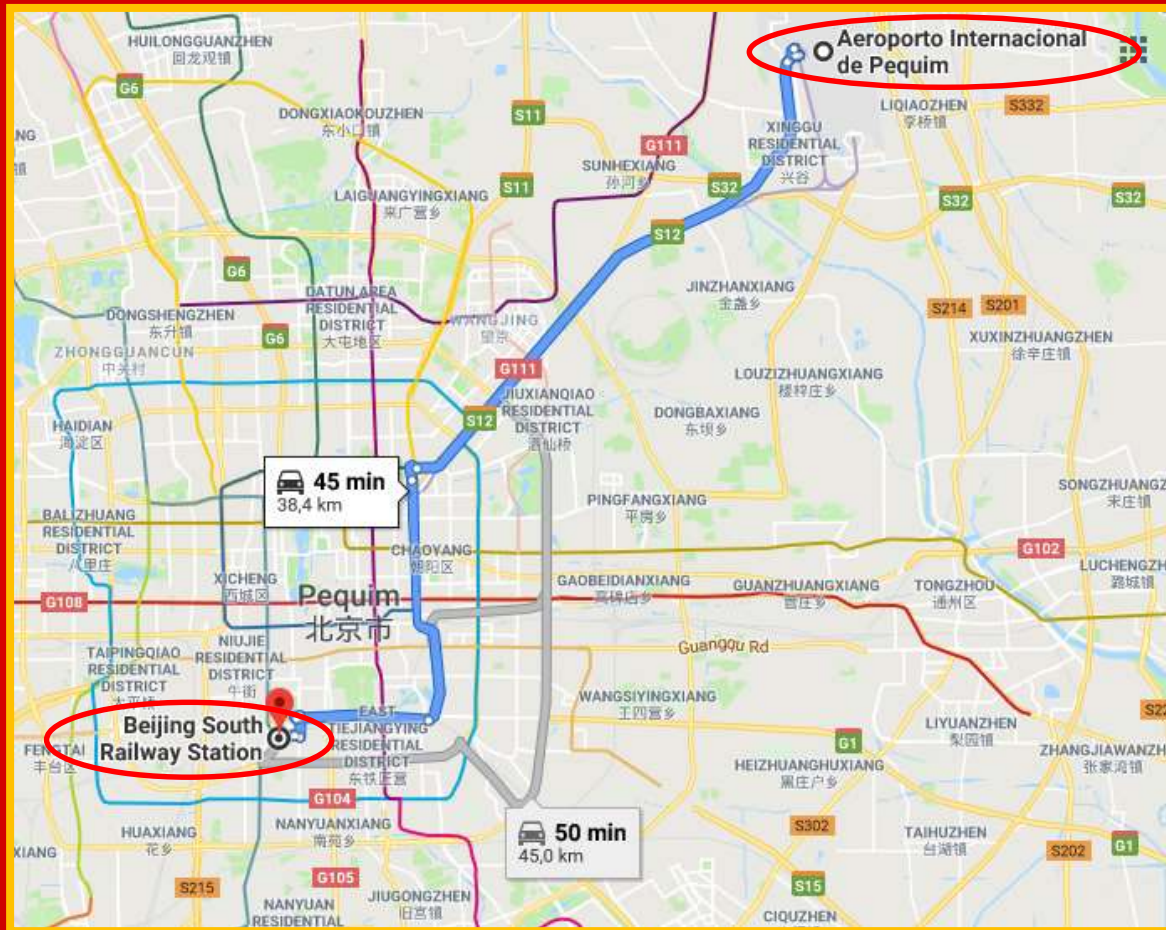 HUILONGGUANZHEN
回龙观镇
Aeroporto Internacional
de Pequim
G6
LIQIAOZHEN
李桥镇
S332
DONGXIAOKOUZHEN
东小口镇
S11
XINGGU
RESIDENTIAL
DISTRICT
兴谷
G111
SUNHEXIANG
孙河乡
S11
S32
LAIGUANGYINGXIANG
来广营乡
S32
S32
S12
G6
JINZHANXIANG
金盏乡
DATUN AREA
RESIDENTIAL
DISTRICT
大屯地区
S214
S201
DONGSHENGZHEN
东升镇
WANGJING
望京
G6
XUXINZHUANGZHEN
徐辛庄镇
ZHONGGUANCUN
中关村
G111
LOUZIZHUANGXIANG
楼梓庄乡
JIUXIANQIAO
RESIDENTIAL
DISTRICT
酒仙桥
DONGBAXIANG
东坝乡
S12
HAIDIAN
海淀区
45 min
38,4 km
SONGZHUANGZ
宋庄镇
PINGFANGXIANG
平房乡
BALIZHUANG
RESIDENTIAL
DISTRICT
八里庄
G102
CHAOYANG
朝阳区
LUCHENGZ
潞城镇
XICHENG
西城区
GAOBEIDIANXIANG
高碑店乡
GUANZHUANGXIANG
管庄乡
TONGZHOU
通州区
Pequim
北京市
G108
NIUJIE
RESIDENTIAL
DISTRICT
牛街
Guangqu Rd
TAIPINGQIAO
RESIDENTIAL
DISTRICT
太平桥
WANGSIYINGXIANG
王四营乡
Beijing South
Railway Station
EAST
TIEJIANGYING
RESIDENTIAL
DISTRICT
东铁匠营
S22
LIYUANZHEN
梨园镇
FENGTAI
丰台区
G1
ZHANGJIAWANZH
张家湾镇
HEIZHUANGHUXIANG
黑庄户乡
G104
50 min
45,0 km
HUAXIANG
花乡
NANYUANXIANG
南苑乡
S302
TAIHUZHEN
台湖镇
XIANG
S202
G1
S215
G105
JIUGONGZHEN
旧宫镇
S15
NANYUAN
RESIDENTIAL
CIQUZHEN